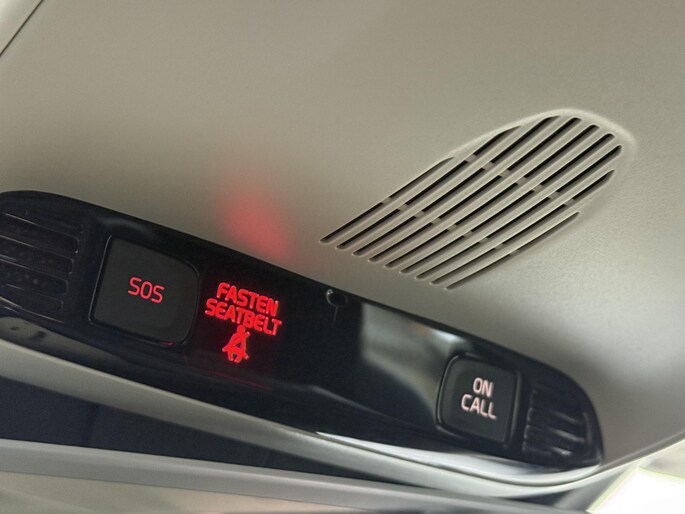 SOS
FASTEN
SEATBELT
ON
CALL